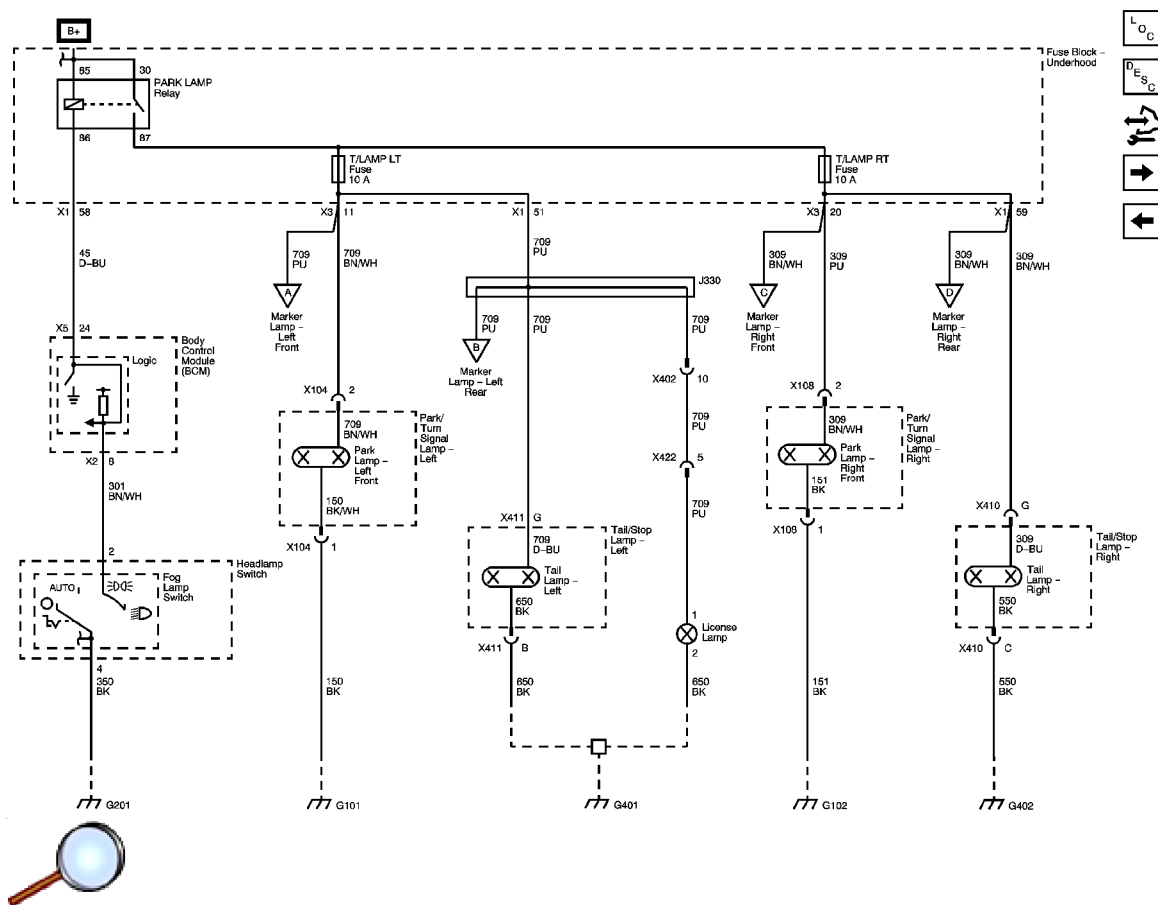 B+
Fuse Block –
Underhood
L
O
C
85
30
PARK LAMP
Relay
D
E
S
C
86
87
T/LAMP LT
Fuse
10 A
T/LAMP RT
Fuse
10 A
X1 58
X3 11
X1 51
X3 20
X1 59
45
D–BU
709
PU
709
BN/WH
709
PU
309
BN/WH
309
PU
309
BN/WH
309
BN/WH
J330
A
Marker
Lamp –
Left
Front
C
Marker
Lamp –
Right
Front
D
Marker
Lamp –
Right
Rear
709
PU
709
PU
709
PU
B
Marker
Lamp – Left
Rear
X5 24
Body
Control
Module
(BCM)
Logic
X402 10
X104 2
X108 2
709
PU
Park/
Turn
Signal
Lamp –
Left
709
BN/WH
Park
Lamp –
Left
Front
Park/
Turn
Signal
Lamp –
Right
309
BN/WH
Park
Lamp –
Right
Front
X2 8
X422 5
301
BN/WH
150
BK/WH
151
BK
709
PU
X411 G
X410 G
X104 1
X108 1
Tail/Stop
Lamp –
Left
709
D–BU
Tail
Lamp –
Left
Tail/Stop
Lamp –
Right
309
D–BU
Tail
Lamp –
Right
2
Headlamp
Switch
Fog
Lamp
Switch
AUTO
650
BK
550
BK
1
License
Lamp
2
X411 B
X410 C
4
350
BK
150
BK
650
BK
650
BK
151
BK
550
BK
G201
G101
G401
G102
G402